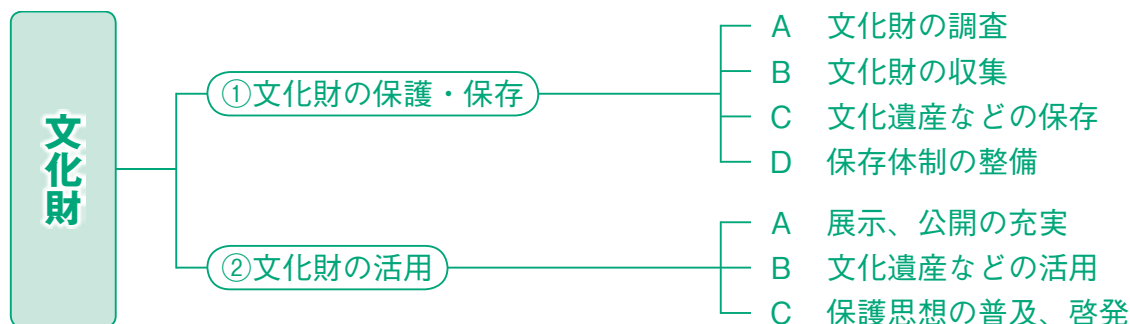 文化財
①文化財の保護・保存
A 文化財の調査
B 文化財の収集
C 文化遺産などの保存
D 保存体制の整備
②文化財の活用
A 展示、公開の充実
B 文化遺産などの活用
C 保護思想の普及、啓発